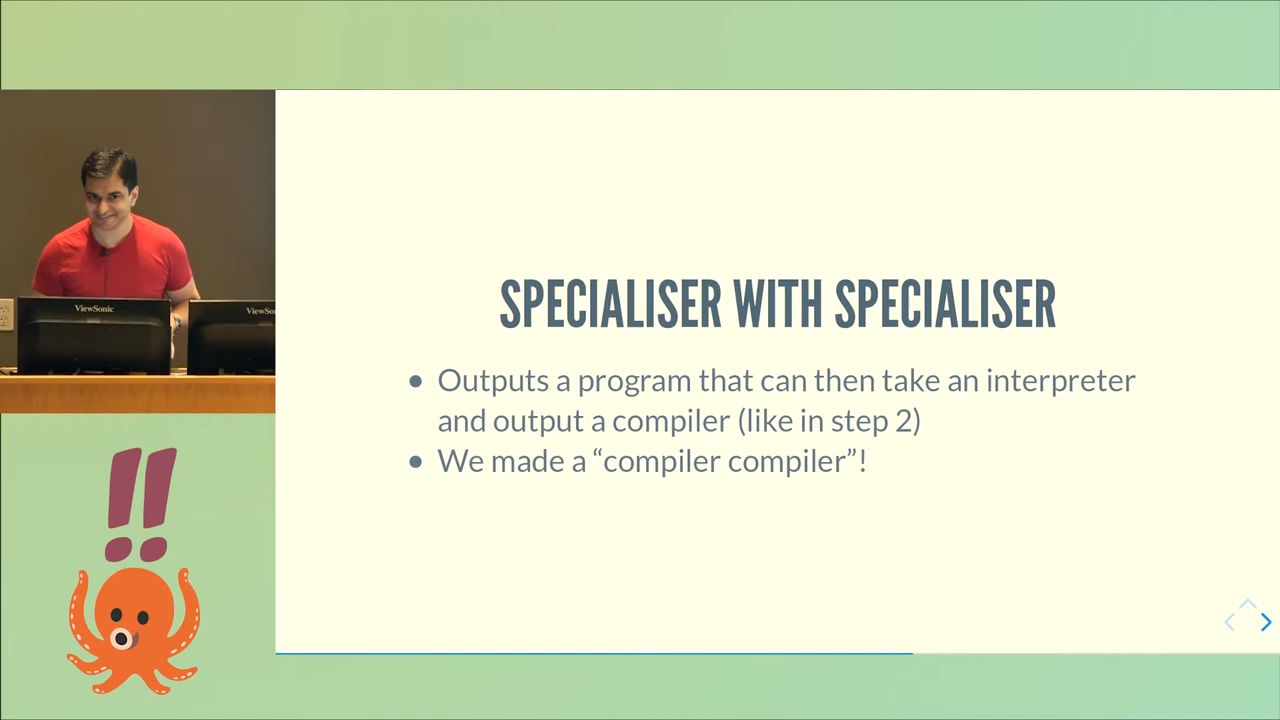 SPECIALISER WITH SPECIALISER
Outputs a program that can then take an interpreter
and output a compiler (like in step 2)
We made a “compiler compiler”!
ViewSonic
ViewSo
!!